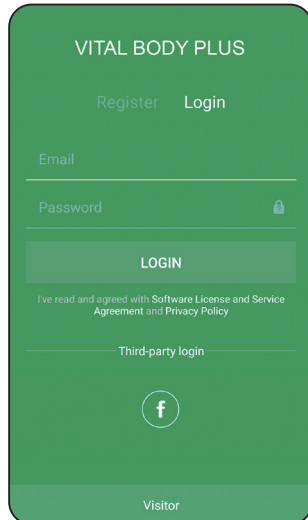 VITAL BODY PLUS
Register Login
Email
Password
LOGIN
I've read and agreed with Software License and Service
Agreement and Privacy Policy
Third-party login
f
Visitor